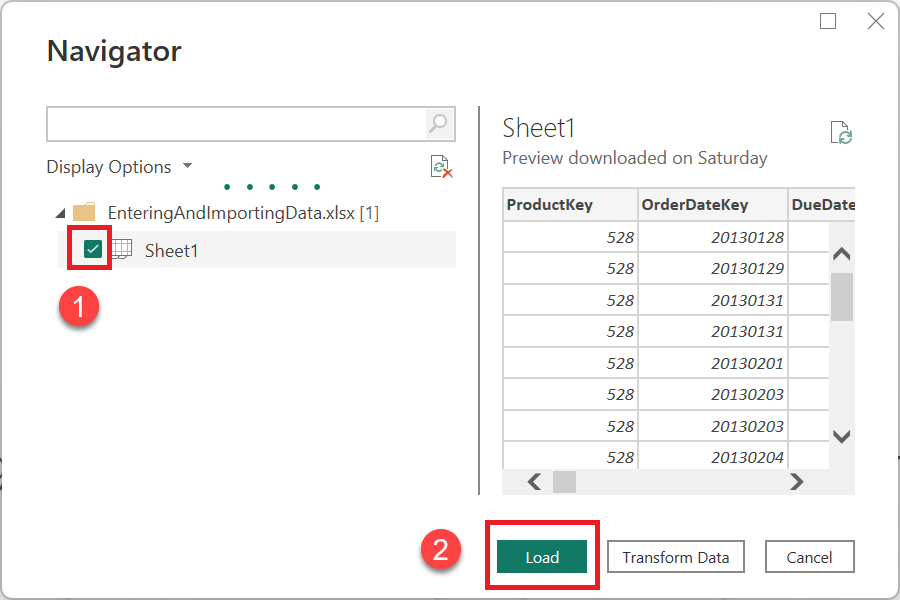 Navigator
Display Options
EnteringAndImportingData.xlsx [1]
Sheet1
1
Sheet1
Preview downloaded on Saturday
ProductKey OrderDateKey DueDate
528 20130128
528 20130129
528 20130131
528 20130131
528 20130201
528 20130203
528 20130203
528 20130204
2
Load Transform Data Cancel